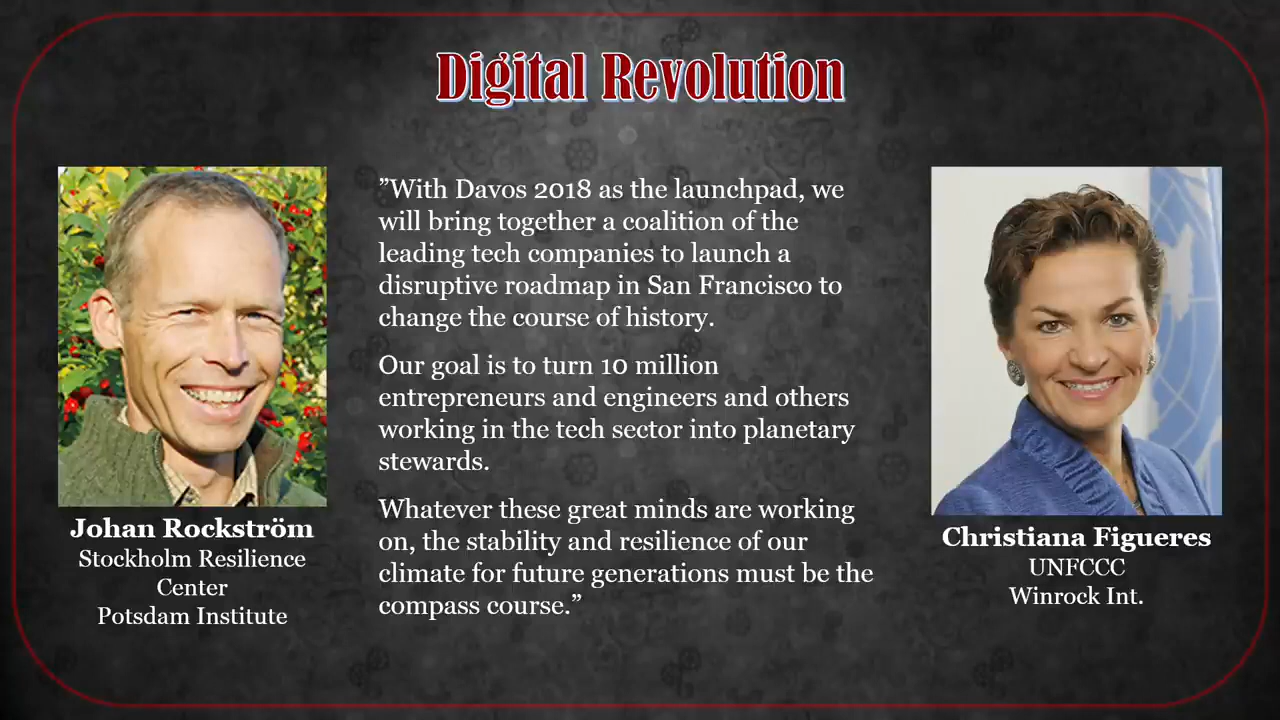 Digital Revolution
”With Davos 2018 as the launchpad, we
will bring together a coalition of the
leading tech companies to launch a
disruptive roadmap in San Francisco to
change the course of history.
Our goal is to turn 10 million
entrepreneurs and engineers and others
working in the tech sector into planetary
stewards.
Whatever these great minds are working
on, the stability and resilience of our
climate for future generations must be the
compass course.”
Johan Rockström
Stockholm Resilience
Center
Potsdam Institute
Christiana Figueres
UNFCCC
Winrock Int.